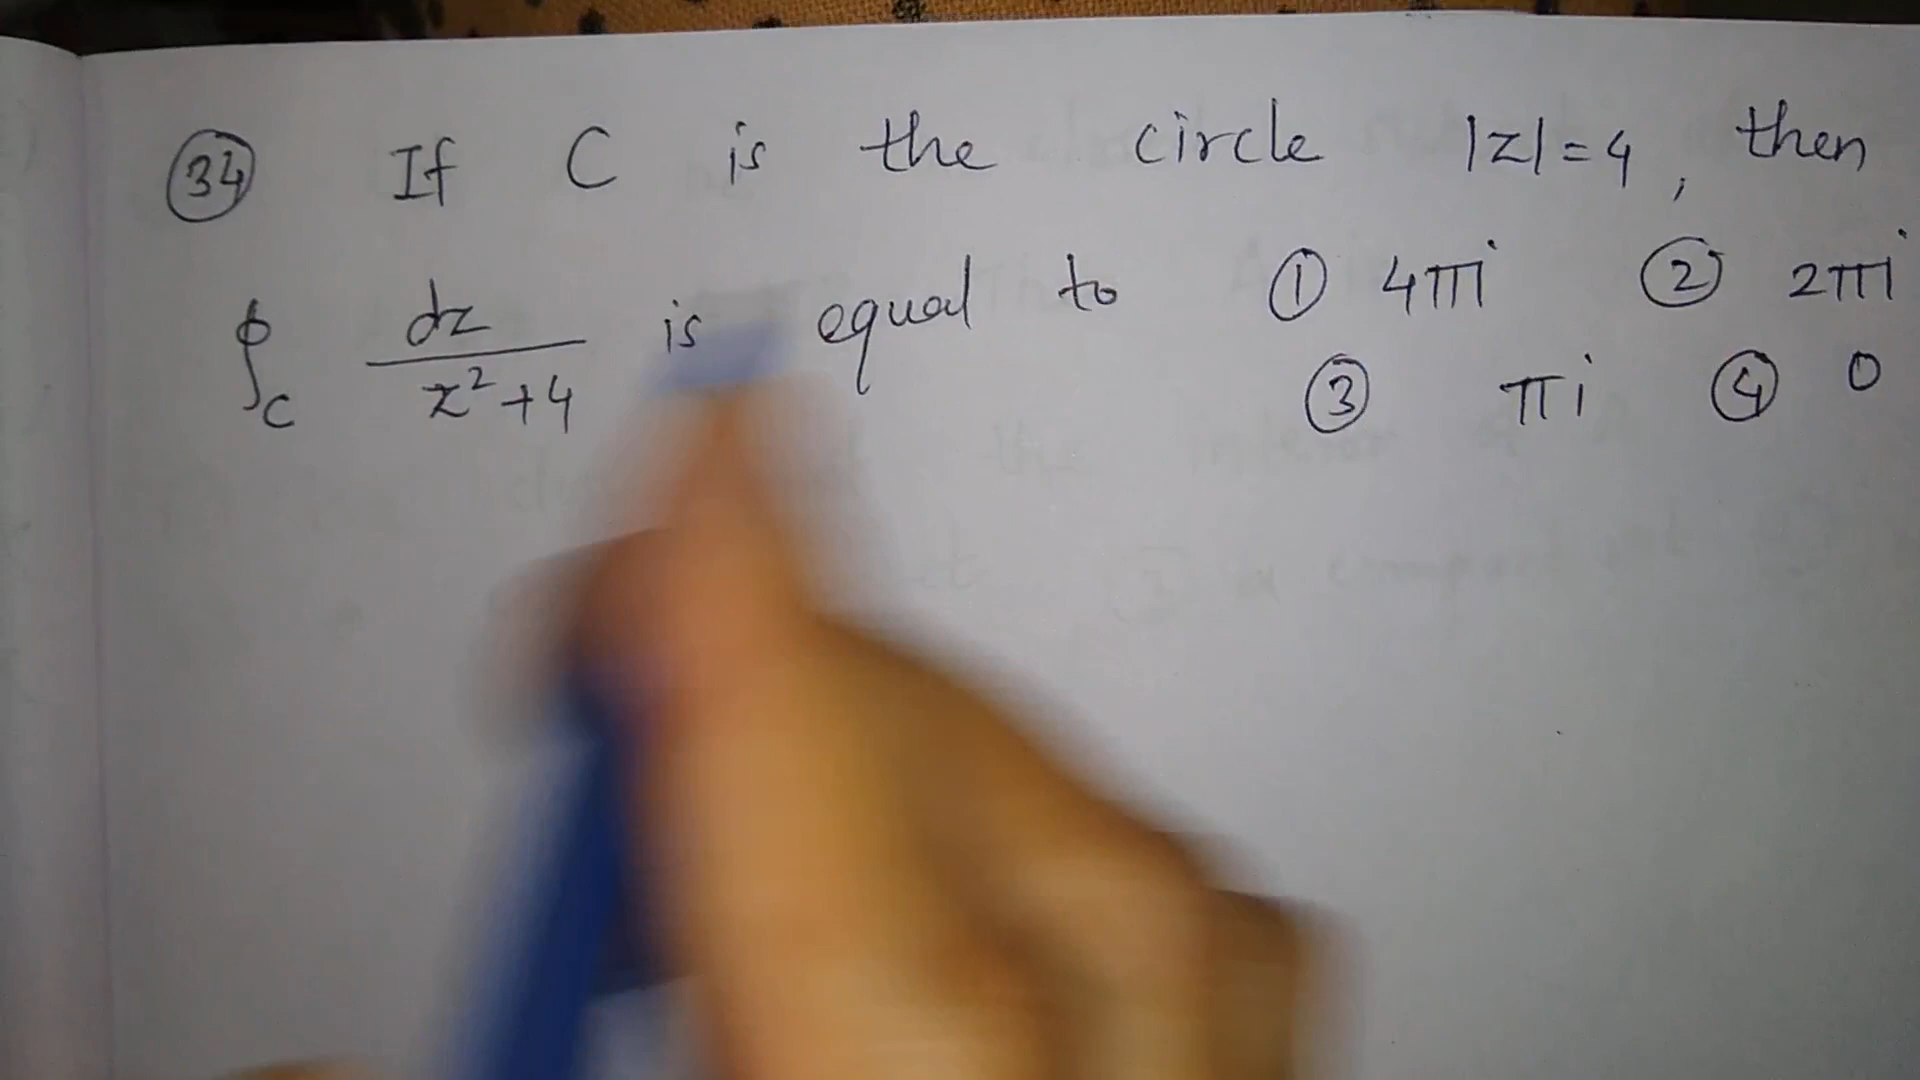 34 If C is the circle |z|=4, then
∮_C dz/(z²+4) is equal to ① 4πi ② 2πi
③ πi ④ 0